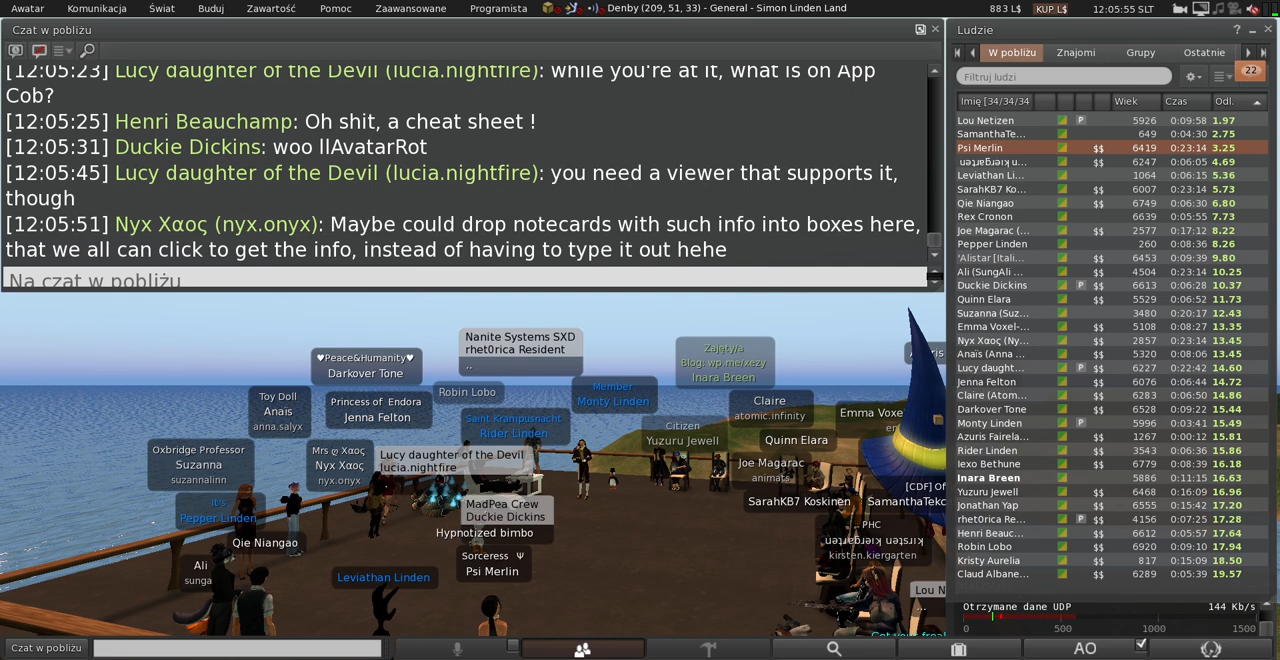 Awatar Komunikacja Świat Buduj Zawartość Pomoc Zaawansowane Programista Denby (209, 51, 33) - General - Simon Linden Land 883 L$ KUP L$ 12:05:55 SLT
Czat w pobliżu
[12:05:23] Lucy daughter of the Devil (lucia.nightfire): while you're at it, what is on App
Cob?
[12:05:25] Henri Beauchamp: Oh shit, a cheat sheet !
[12:05:31] Duckie Dickins: woo llAvatarRot
[12:05:45] Lucy daughter of the Devil (lucia.nightfire): you need a viewer that supports it,
though
[12:05:51] Nyx Χαος (nyx.onyx): Maybe could drop notecards with such info into boxes here,
that we all can click to get the info, instead of having to type it out hehe
Na czat w pobliżu
Nanite Systems SXD
rhet0rica Resident
..
♥Peace&Humanity♥
Darkover Tone
Zajęty/a
Blog: wp.me/xezy
Inara Breen
Robin Lobo
Member
Monty Linden
Toy Doll
Anaïs
anna.salyx
Princess of Endora
Jenna Felton
Claire
atomic.infinity
Emma Voxe
Saint Krampusnacht
Rider Linden
Citizen
Yuzuru Jewell
Quinn Elara
Oxbridge Professor
Suzanna
suzannalinn
Mrs ღ Χαος
Nyx Χαος
nyx.onyx
Lucy daughter of the Devil
lucia.nightfire
Joe Magarac
animats
[CDF] Of
SamanthaTekc
SarahKB7 Koskinen
It's
Pepper Linden
MadPea Crew
Duckie Dickins
Hypnotized bimbo
Qie Niangao
PHC
kirsten.kiergarten
Sorceress Ψ
Psi Merlin
Ali
sunga
Leviathan Linden
Lou N
...
Czat w pobliżu
Ludzie
W pobliżu Znajomi Grupy Ostatnie
Filtruj ludzi
22
Imię [34/34/34 Wiek Czas Odl.
Lou Netizen P 5926 0:09:58 1.97
SamanthaTe... 649 0:04:30 2.75
Psi Merlin $$ 6419 0:23:14 3.25
$$ 6247 0:06:05 4.69
Leviathan Li... 1064 0:06:15 5.36
SarahKB7 Ko... $$ 6007 0:23:14 5.73
Qie Niangao $$ 6749 0:06:30 6.80
Rex Cronon 6639 0:05:55 7.73
Joe Magarac (... $$ 2577 0:17:12 8.22
Pepper Linden 260 0:08:36 8.26
'Alistar [Itali... $$ 6453 0:09:39 9.80
Ali (SungAli ... $$ 4504 0:23:14 10.25
Duckie Dickins P $$ 6613 0:06:28 10.37
Quinn Elara $$ 5529 0:06:52 11.73
Suzanna (Suz... 3480 0:20:17 12.43
Emma Voxel-... $$ 5108 0:08:27 13.35
Nyx Χαος (Ny... $$ 2857 0:23:14 13.45
Anaïs (Anna ... $$ 5320 0:08:06 13.45
Lucy daught... P $$ 6227 0:22:42 14.60
Jenna Felton $$ 6076 0:06:44 14.72
Claire (Atom... $$ 6283 0:06:50 14.86
Darkover Tone $$ 6528 0:09:22 15.44
Monty Linden P 5996 0:03:41 15.49
Azuris Fairela... $$ 1267 0:00:12 15.81
Rider Linden $$ 3543 0:06:36 15.86
Iexo Bethune $$ 6779 0:08:39 16.18
Inara Breen 5886 0:11:15 16.63
Yuzuru Jewell $$ 6468 0:16:09 16.96
Jonathan Yap $$ 6555 0:15:42 17.20
rhet0rica Re... P $$ 4156 0:07:25 17.28
Henri Beauc... $$ 6612 0:05:57 17.64
Robin Lobo $$ 6920 0:09:10 17.94
Kristy Aurelia $$ 817 0:15:09 18.50
Claud Albane... $$ 6289 0:05:39 19.57
Otrzymane dane UDP 144 Kb/s
0 500 1000 1500
AO